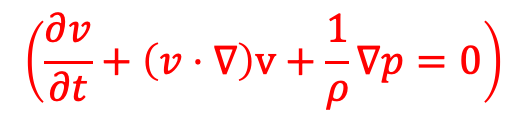 (∂v/∂t + (v · ∇)v + 1/ρ ∇p = 0)